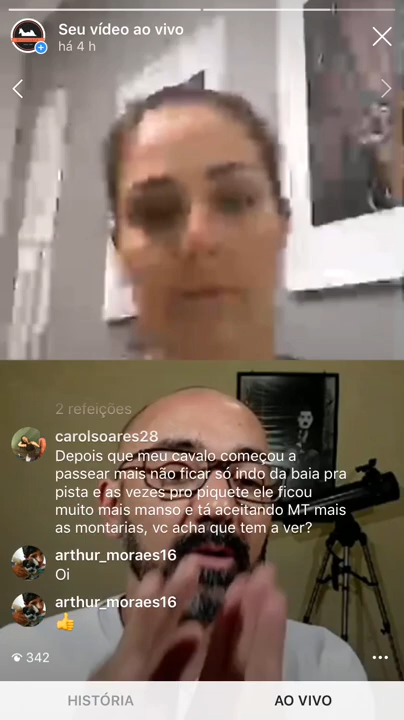 Seu vídeo ao vivo
há 4 h
2 refeições
carolsoares28
Depois que meu cavalo começou a
passear mais não ficar só indo da baia pra
pista e as vezes pro piquete ele ficou
muito mais manso e tá aceitando MT mais
as montarias, vc acha que tem a ver?
arthur_moraes16
Oi
arthur_moraes16
👍
342
HISTÓRIA
AO VIVO